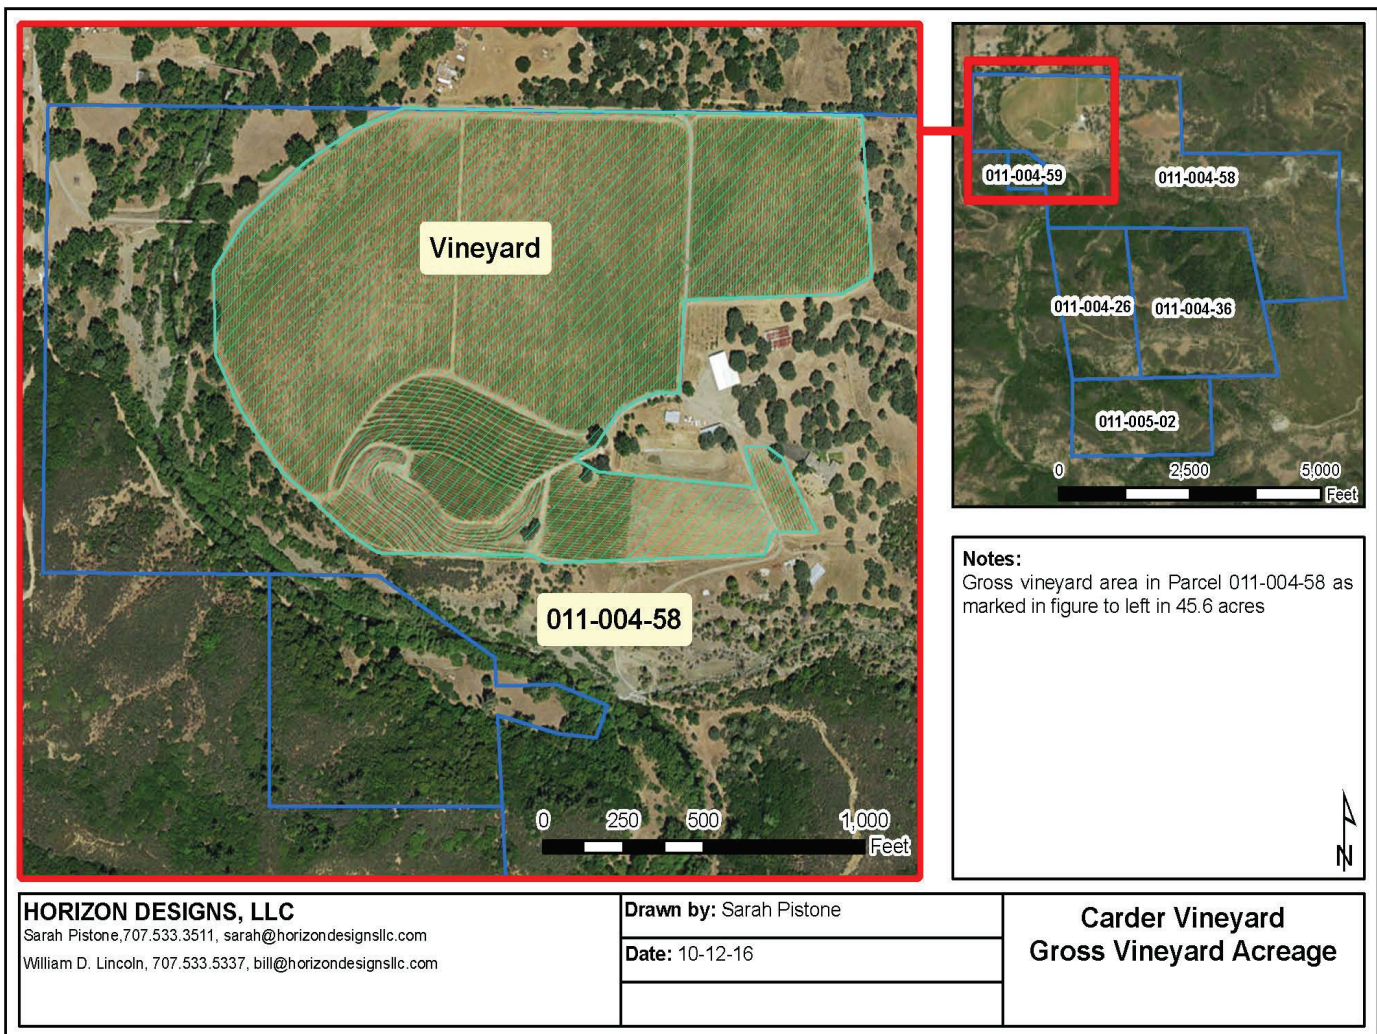 Vineyard
011-004-58
0 250 500 1,000
Feet
011-004-59
011-004-58
011-004-26
011-004-36
011-005-02
0 2,500 5,000
Feet
Notes:
Gross vineyard area in Parcel 011-004-58 as
marked in figure to left in 45.6 acres
N
HORIZON DESIGNS, LLC
Sarah Pistone,707.533.3511, sarah@horizondesignsllc.com
William D. Lincoln, 707.533.5337, bill@horizondesignsllc.com
Drawn by: Sarah Pistone
Date: 10-12-16
Carder Vineyard
Gross Vineyard Acreage